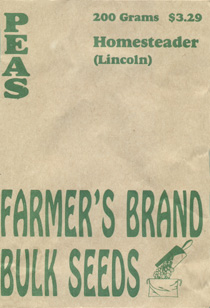 PEAS
200 Grams $3.29
Homesteader
(Lincoln)
FARMER'S BRAND
BULK SEEDS